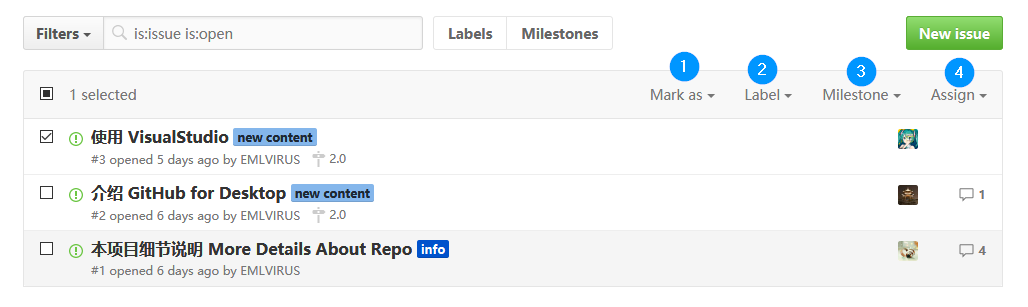 Filters is:issue is:open Labels Milestones New issue
1 2 3 4
1 selected Mark as Label Milestone Assign
使用 VisualStudio new content
#3 opened 5 days ago by EMLVIRUS 2.0
介绍 GitHub for Desktop new content 1
#2 opened 6 days ago by EMLVIRUS 2.0
本项目细节说明 More Details About Repo info 4
#1 opened 6 days ago by EMLVIRUS